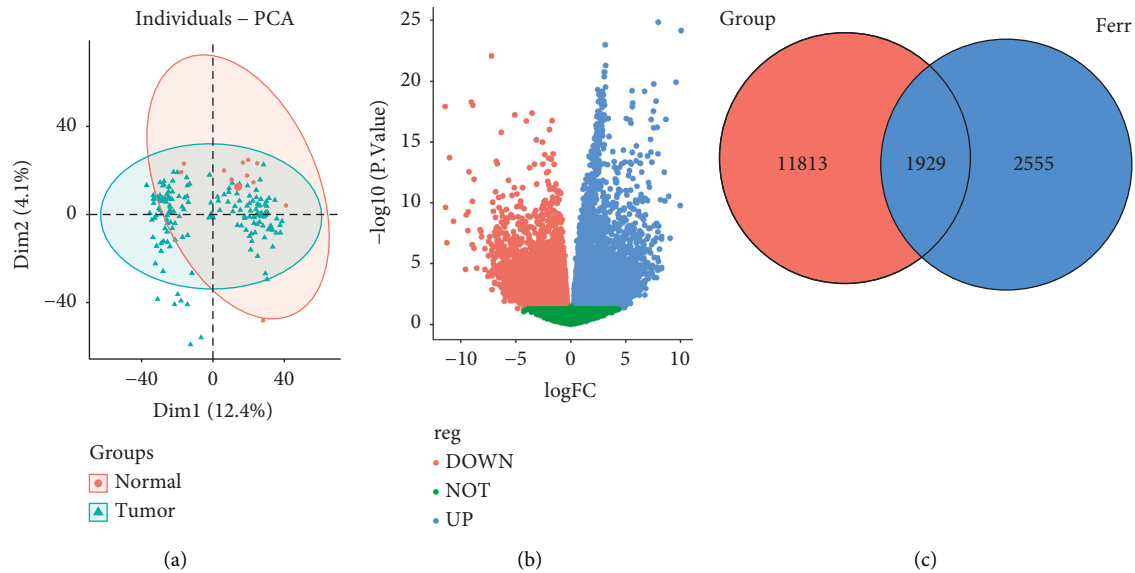 Individuals – PCA
Dim2 (4.1%)
40
0
−40
−40
0
40
Dim1 (12.4%)
Groups
Normal
Tumor
(a)
−log10 (P. Value)
25
20
15
10
5
0
−10
−5
0
5
10
logFC
reg
DOWN
NOT
UP
(b)
Group
Ferr
11813
1929
2555
(c)